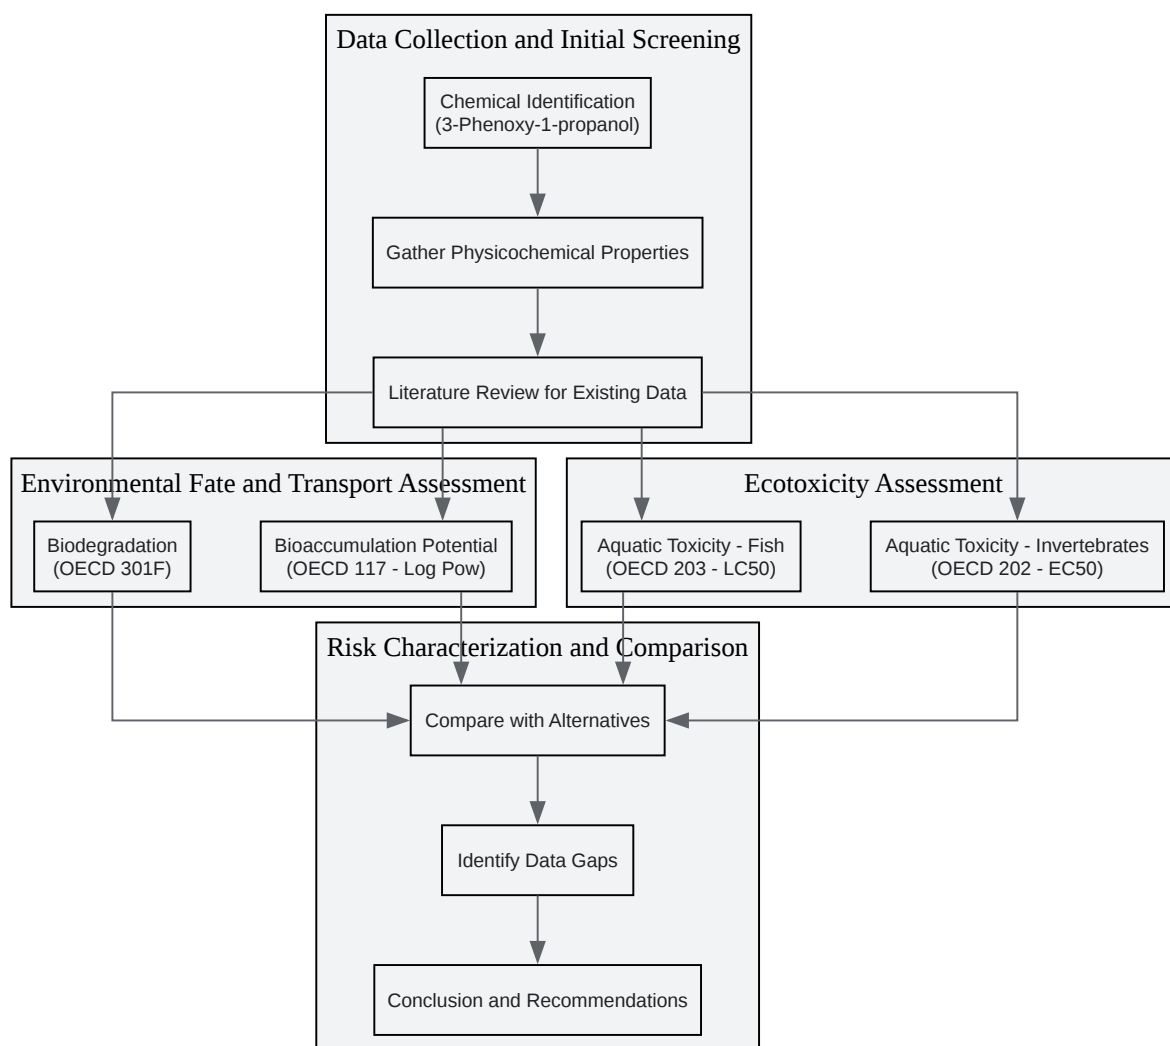 Data Collection and Initial Screening
Chemical Identification
(3-Phenoxy-1-propanol)
Gather Physicochemical Properties
Literature Review for Existing Data
Environmental Fate and Transport Assessment
Biodegradation
(OECD 301F)
Bioaccumulation Potential
(OECD 117 - Log Pow)
Ecotoxicity Assessment
Aquatic Toxicity - Fish
(OECD 203 - LC50)
Aquatic Toxicity - Invertebrates
(OECD 202 - EC50)
Risk Characterization and Comparison
Compare with Alternatives
Identify Data Gaps
Conclusion and Recommendations